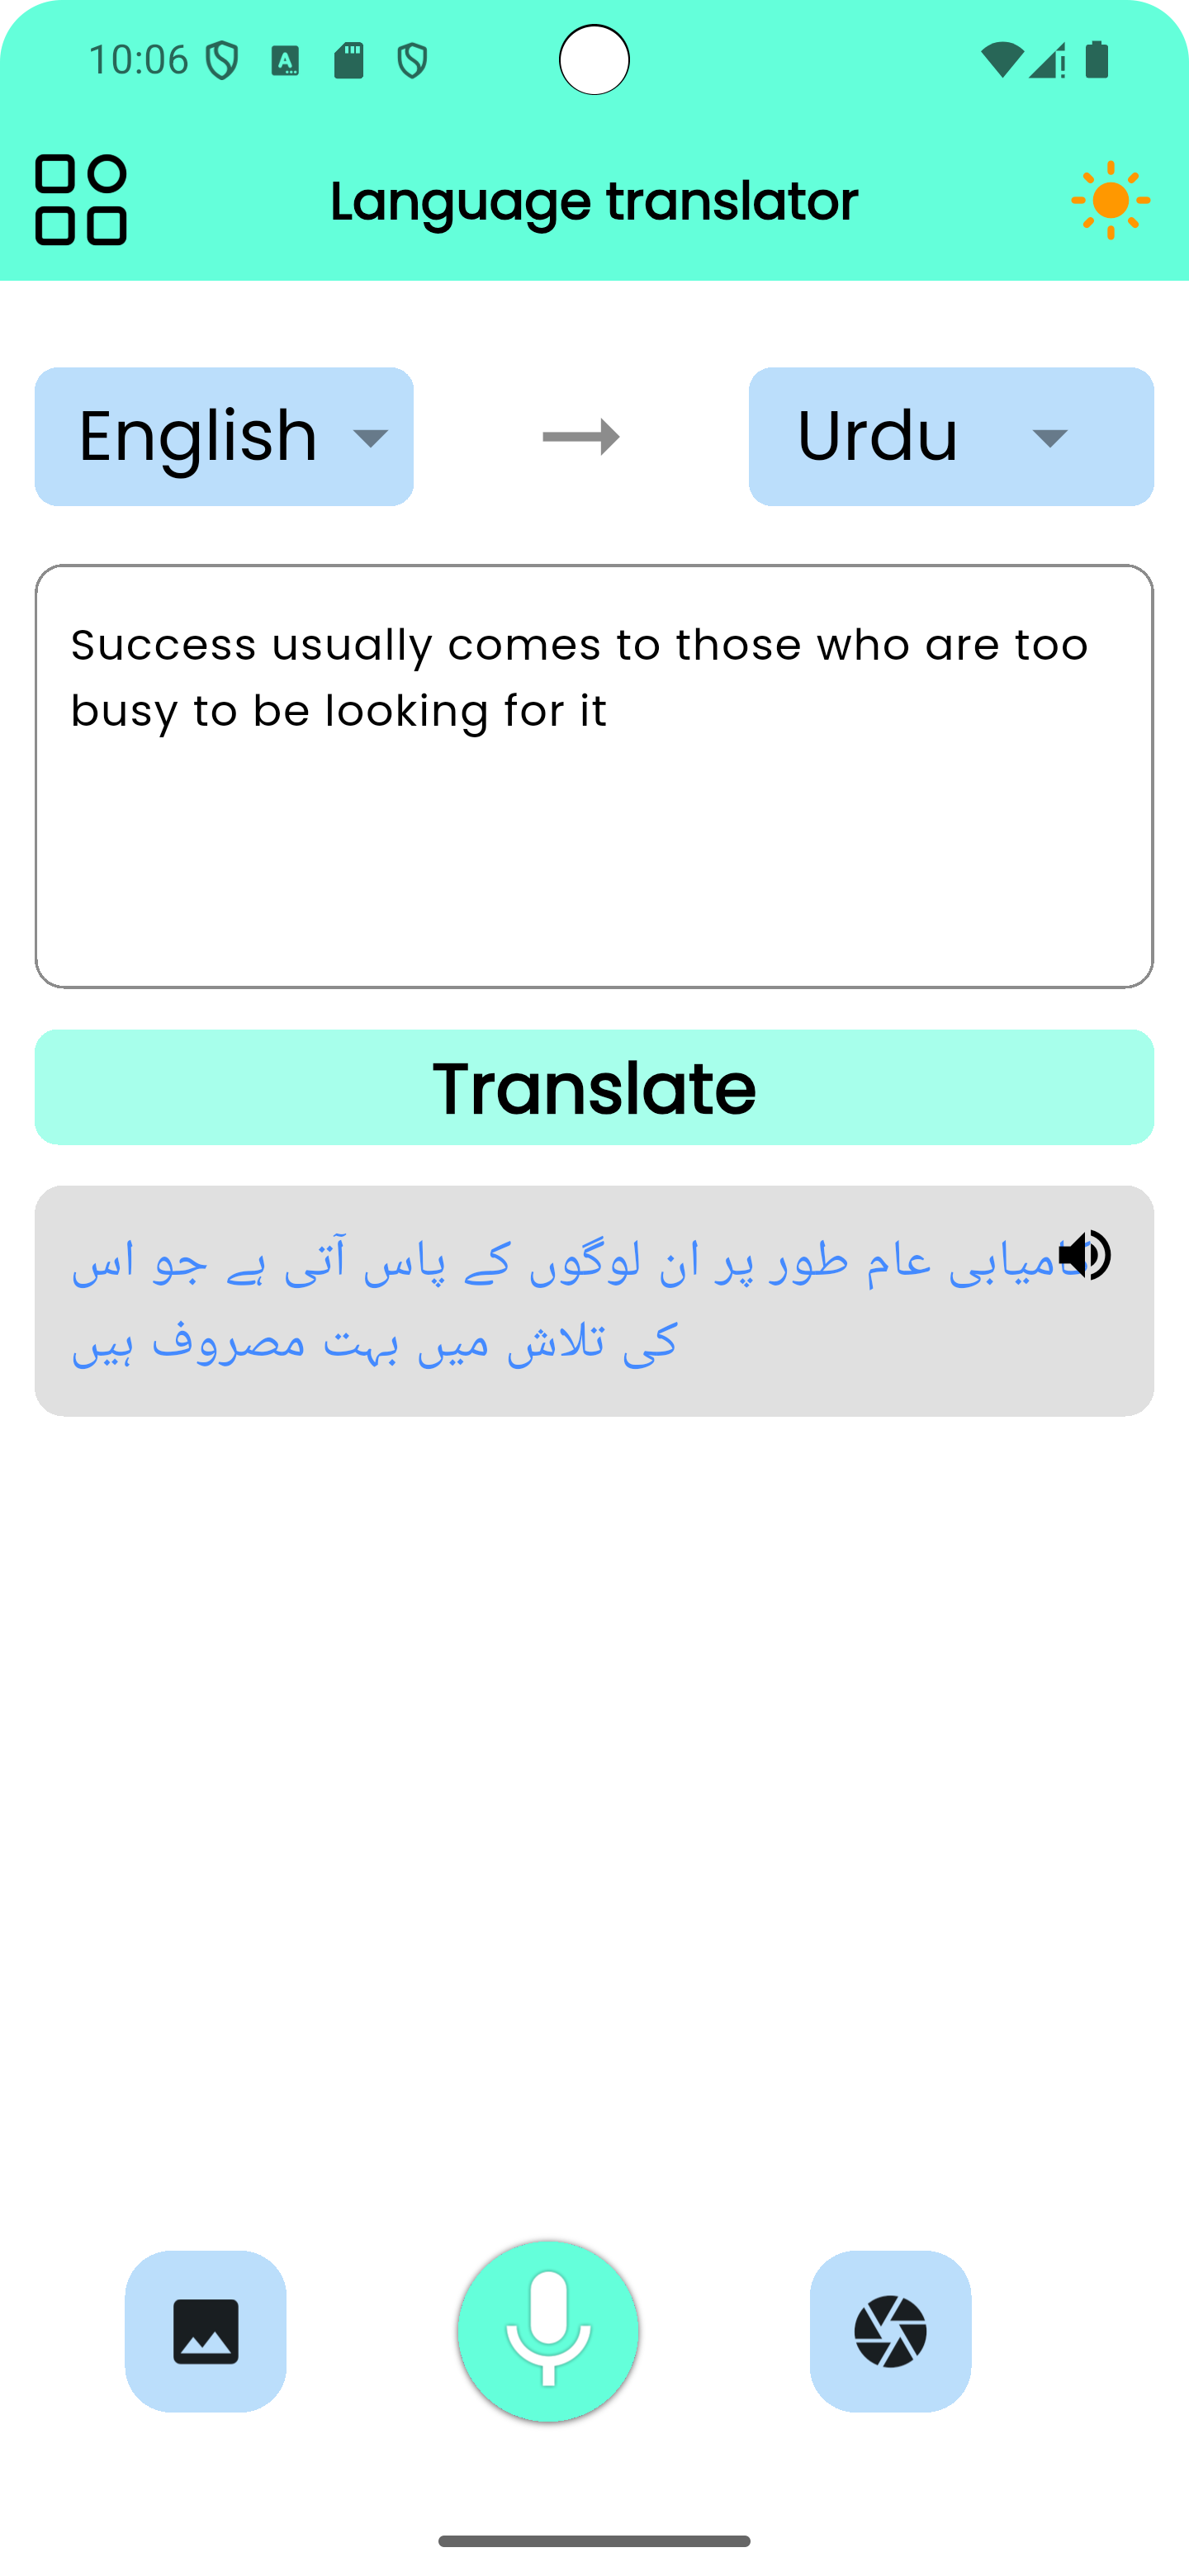 10:06
Language translator
English
Urdu
Success usually comes to those who are too
busy to be looking for it
Translate
کامیابی عام طور پر ان لوگوں کے پاس آتی ہے جو اس
کی تلاش میں بہت مصروف ہیں